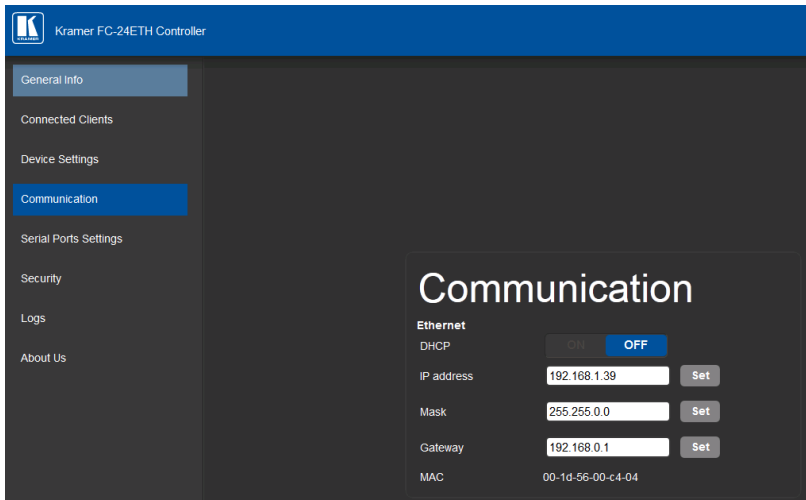 K
KRAMER
Kramer FC-24ETH Controller
General Info
Connected Clients
Device Settings
Communication
Serial Ports Settings
Security
Logs
About Us
Communication
Ethernet
DHCP ON OFF
IP address 192.168.1.39 Set
Mask 255.255.0.0 Set
Gateway 192.168.0.1 Set
MAC 00-1d-56-00-c4-04